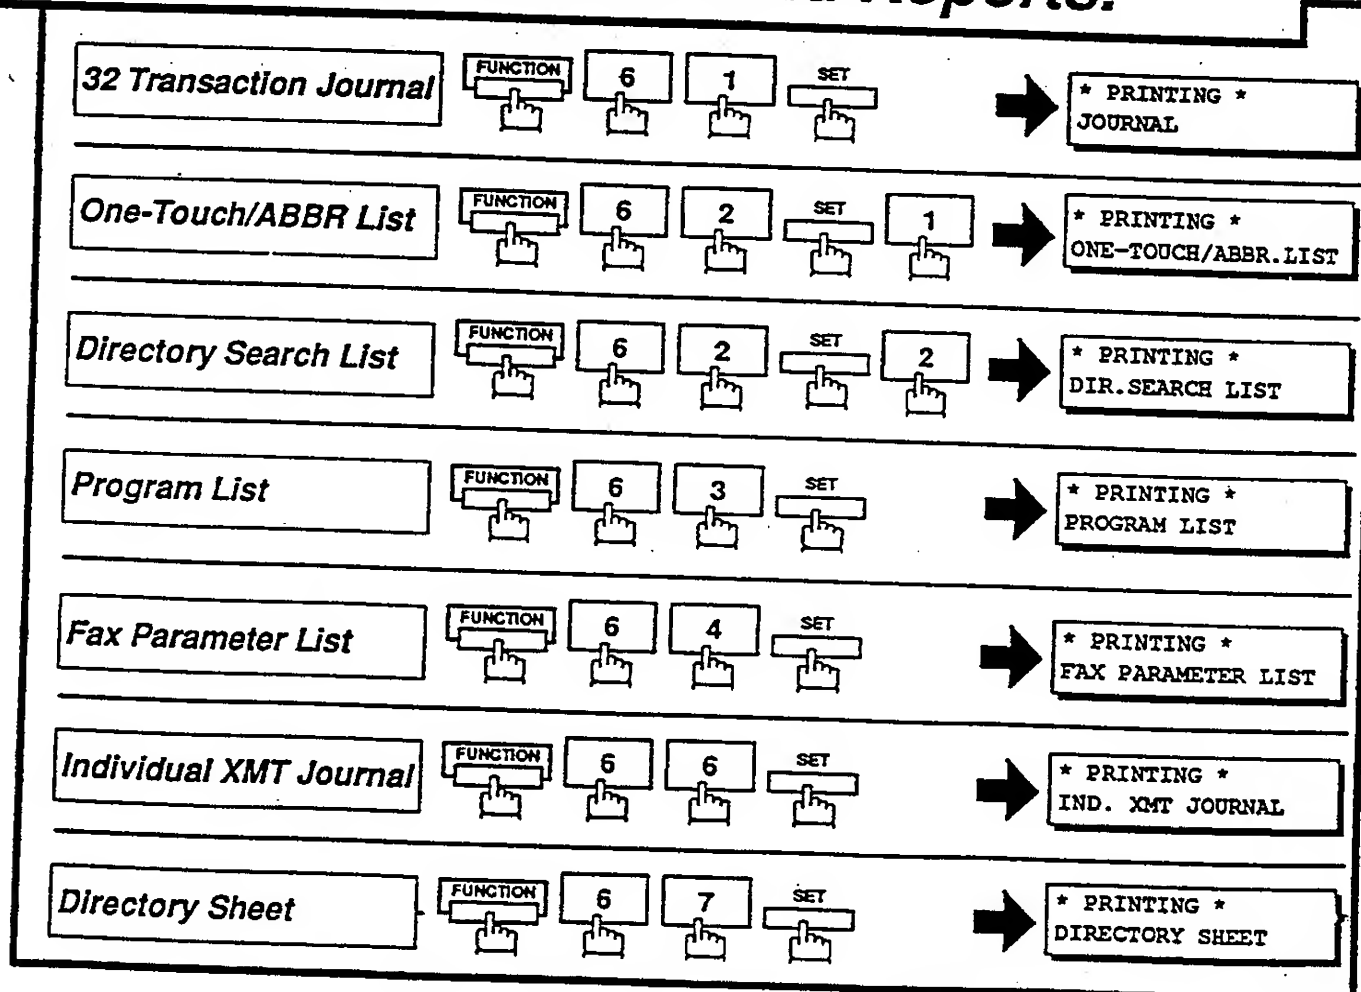 Reports.
32 Transaction Journal FUNCTION 6 1 SET * PRINTING *
JOURNAL
One-Touch/ABBR List FUNCTION 6 2 SET 1 * PRINTING *
ONE-TOUCH/ABBR.LIST
Directory Search List FUNCTION 6 2 SET 2 * PRINTING *
DIR.SEARCH LIST
Program List FUNCTION 6 3 SET * PRINTING *
PROGRAM LIST
Fax Parameter List FUNCTION 6 4 SET * PRINTING *
FAX PARAMETER LIST
Individual XMT Journal FUNCTION 6 6 SET * PRINTING *
IND. XMT JOURNAL
Directory Sheet FUNCTION 6 7 SET * PRINTING *
DIRECTORY SHEET